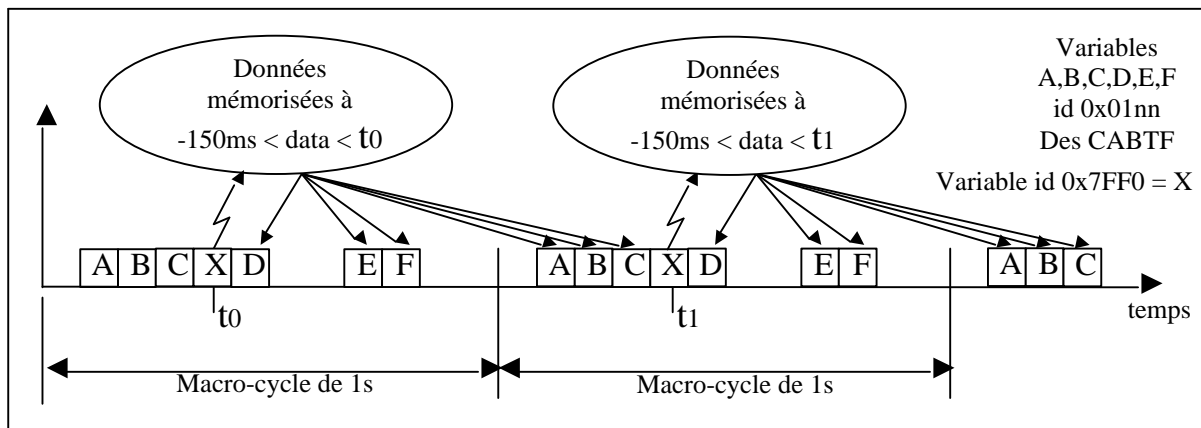 Données
mémorisées à
-150ms < data < t0
Données
mémorisées à
-150ms < data < t1
Variables
A,B,C,D,E,F
id 0x01nn
Des CABTF
Variable id 0x7FF0 = X
A B C X D E F A B C X D E F A B C
t0 t1 temps
Macro-cycle de 1s Macro-cycle de 1s